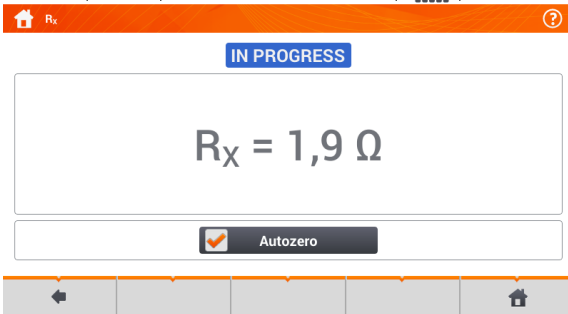 Rx
?
IN PROGRESS
Rx = 1,9 Ω
Autozero